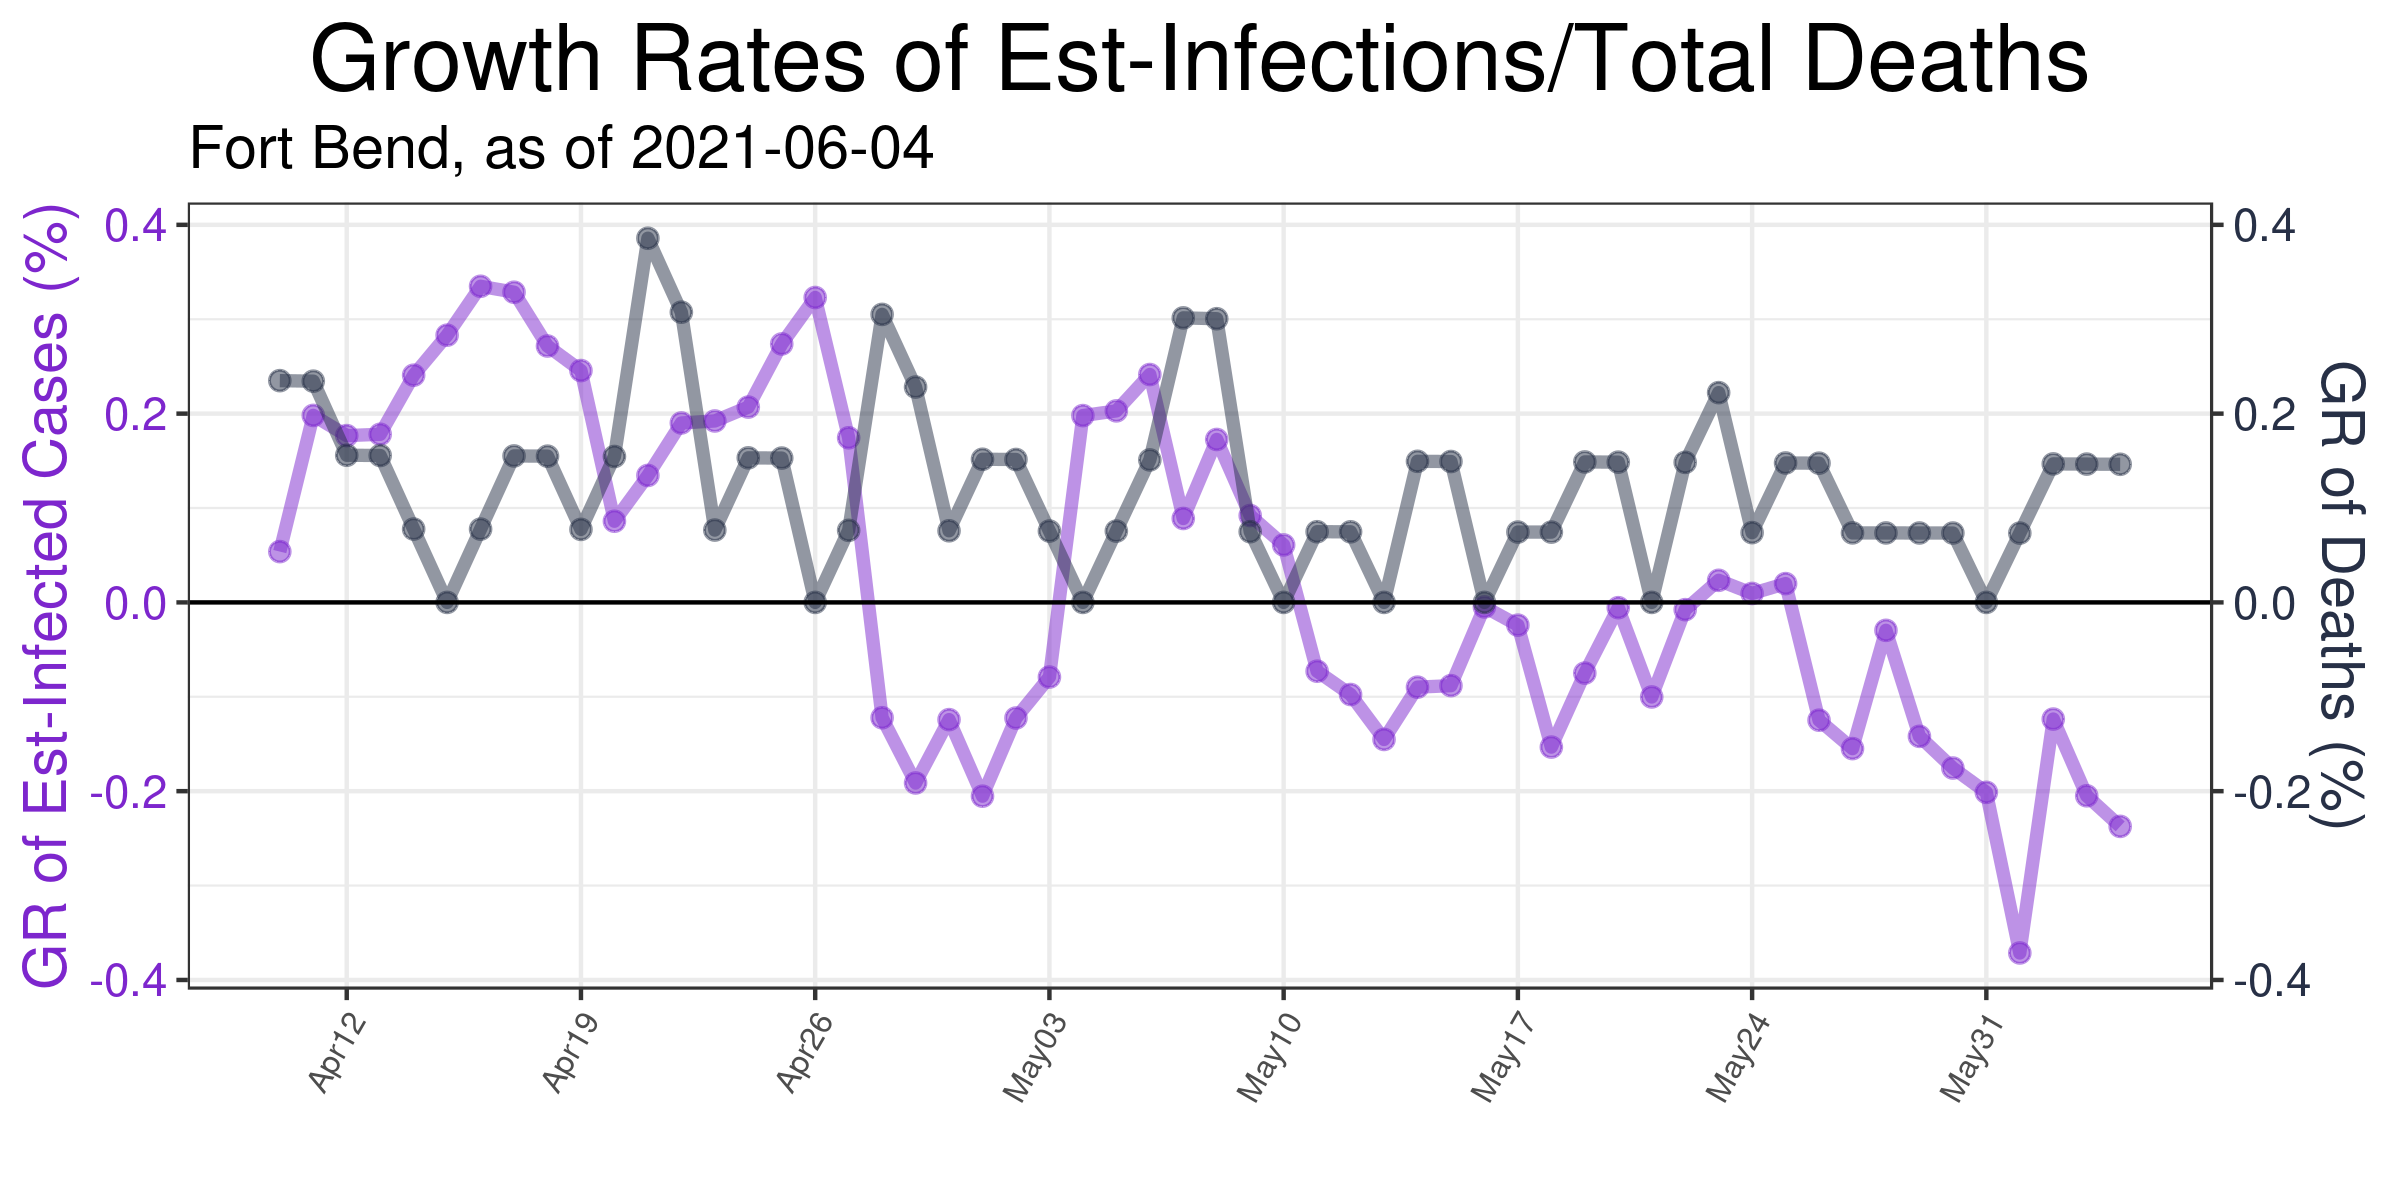 Growth Rates of Est-Infections/Total Deaths
Fort Bend, as of 2021-06-04
GR of Est-Infected Cases (%)
0.4
0.2
0.0
-0.2
-0.4
0.4
0.2
0.0
-0.2
-0.4
GR of Deaths (%)
Apr12
Apr19
Apr26
May03
May10
May17
May24
May31